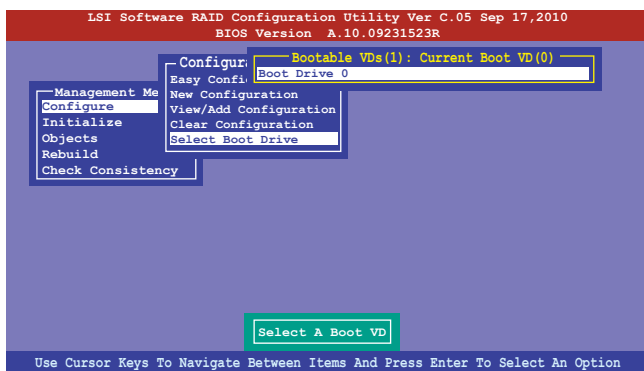 LSI Software RAID Configuration Utility Ver C.05 Sep 17,2010
BIOS Version A.10.09231523R
Bootable VDs(1): Current Boot VD(0)
Boot Drive 0
Configura
Easy Confi
New Configuration
View/Add Configuration
Clear Configuration
Select Boot Drive
Management Me
Configure
Initialize
Objects
Rebuild
Check Consistency
Select A Boot VD
Use Cursor Keys To Navigate Between Items And Press Enter To Select An Option